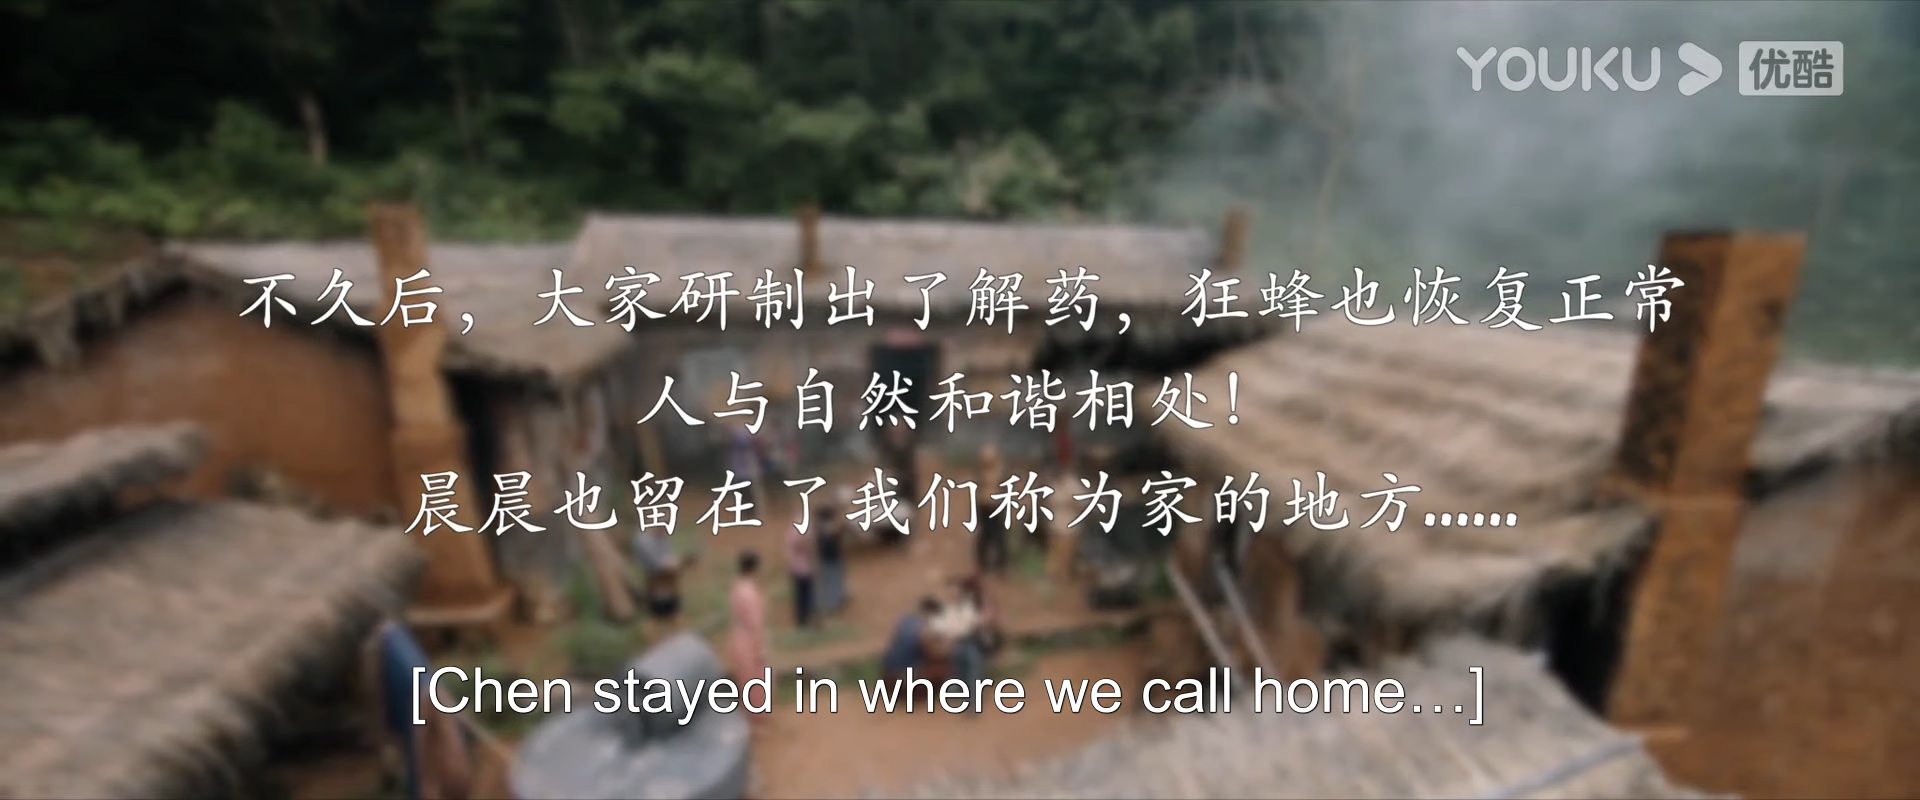 YOUKU 优酷
不久后，大家研制出了解药，狂蜂也恢复正常
人与自然和谐相处！
晨晨也留在了我们称为家的地方……
[Chen stayed in where we call home…]